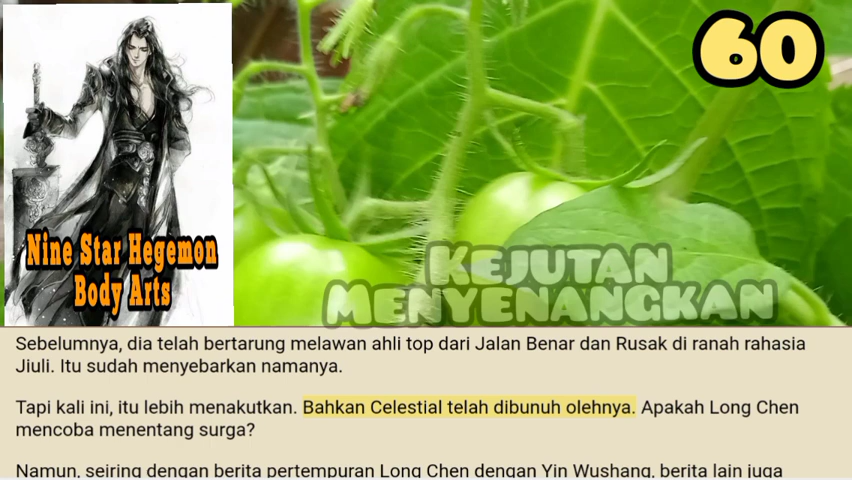 60
Nine Star Hegemon
Body Arts
Kejutan
Menyenangkan
Sebelumnya, dia telah bertarung melawan ahli top dari Jalan Benar dan Rusak di ranah rahasia
Jiuli. Itu sudah menyebarkan namanya.
Tapi kali ini, itu lebih menakutkan. Bahkan Celestial telah dibunuh olehnya. Apakah Long Chen
mencoba menentang surga?
Namun, seiring dengan berita pertempuran Long Chen dengan Yin Wushang, berita lain juga